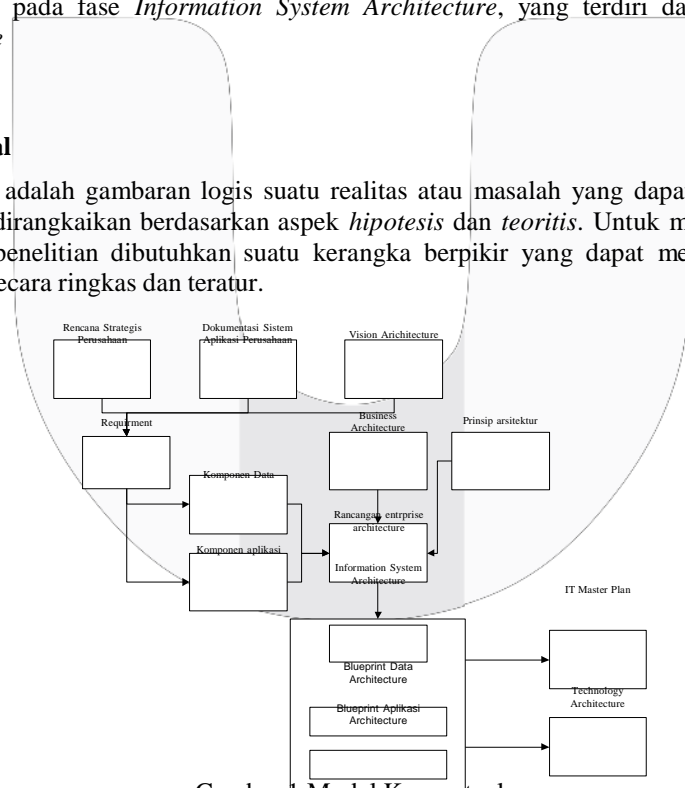 pada fase Information System Architecture, yang terdiri da
e
al
adalah gambaran logis suatu realitas atau masalah yang dapa
dirangkaikan berdasarkan aspek hipotesis dan teoritis. Untuk m
penelitian dibutuhkan suatu kerangka berpikir yang dapat me
ecara ringkas dan teratur.
Rencana Strategis
Perusahaan
Dokumentasi Sistem
Aplikasi Perusahaan
Vision Arichitecture
Requirment
Business
Architecture
Prinsip arsitektur
Komponen Data
Rancangan entrprise
architecture
Komponen aplikasi
Information System
Architecture
IT Master Plan
Blueprint Data
Architecture
Technology
Architecture
Blueprint Aplikasi
Architecture